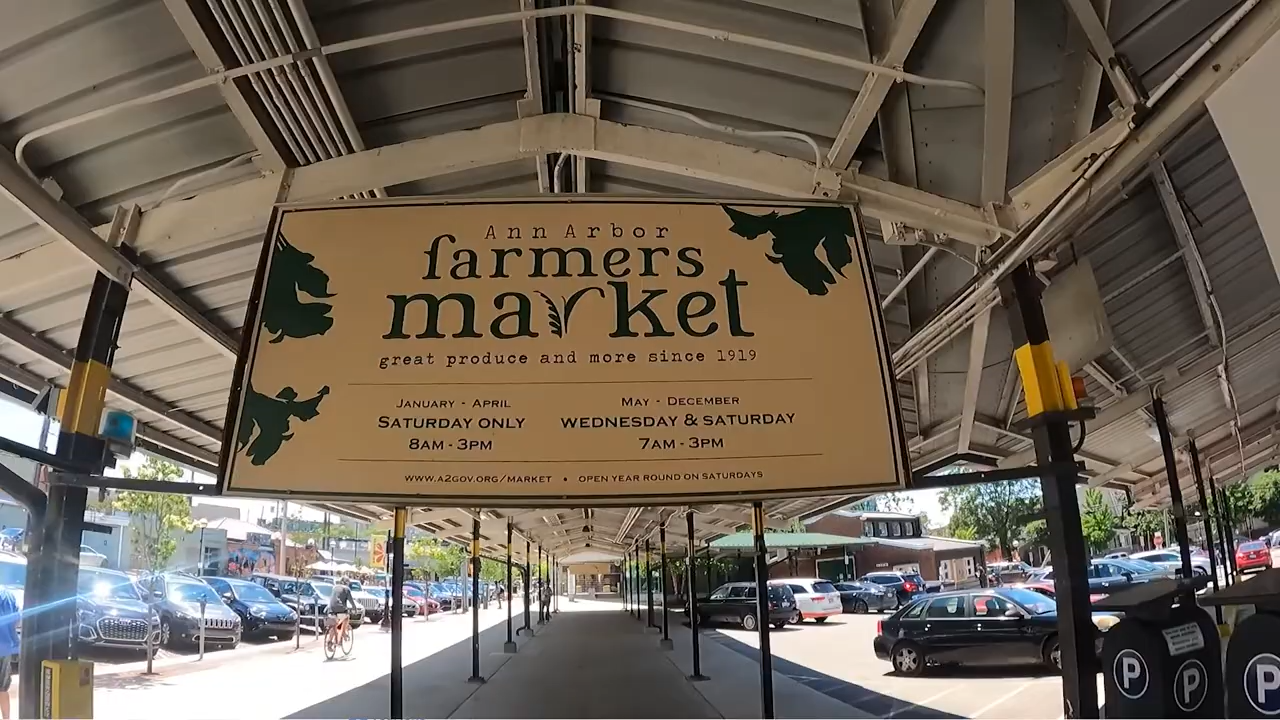 Ann Arbor
farmers
market
great produce and more since 1919
January - April
Saturday only
8am - 3pm
May - December
Wednesday & Saturday
7am - 3pm
www.a2gov.org/market • open year round on Saturdays
P
P
P